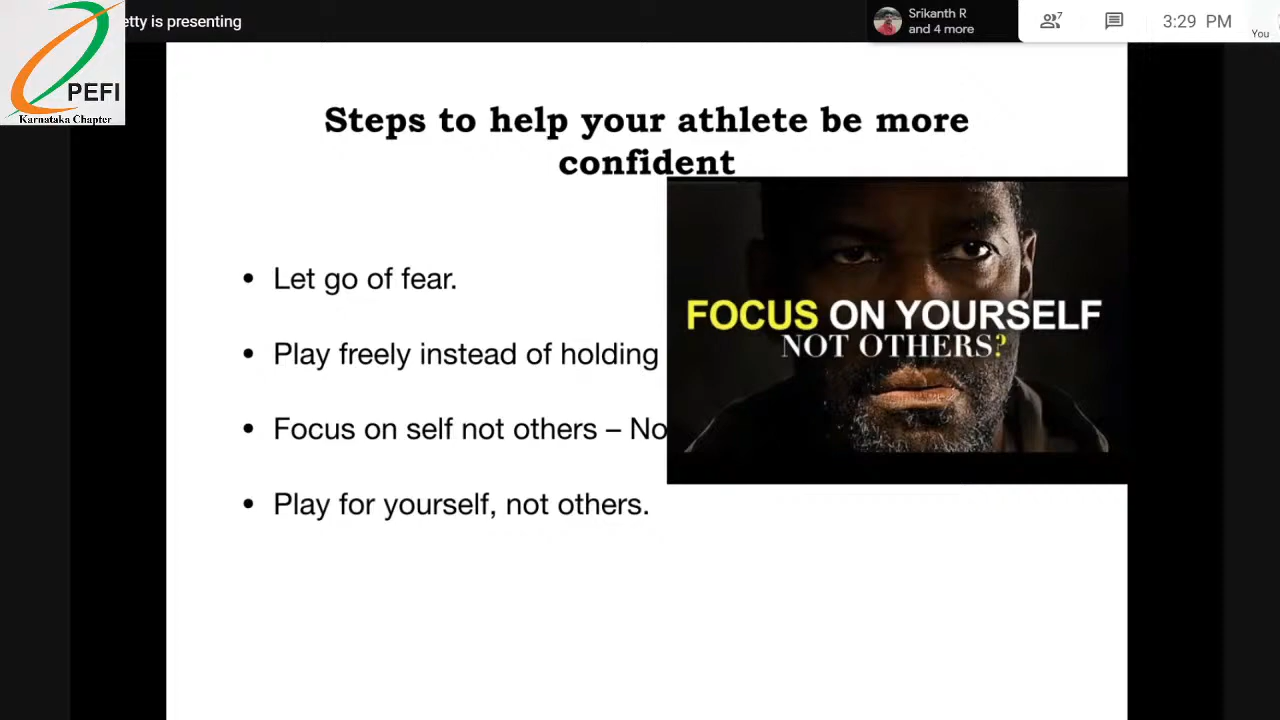 etty is presenting
Srikanth R
and 4 more
7
3:29 PM
You
PEFI
Karnataka Chapter
Steps to help your athlete be more
confident
• Let go of fear.
• Play freely instead of holding
• Focus on self not others – No
• Play for yourself, not others.
FOCUS ON YOURSELF
NOT OTHERS?